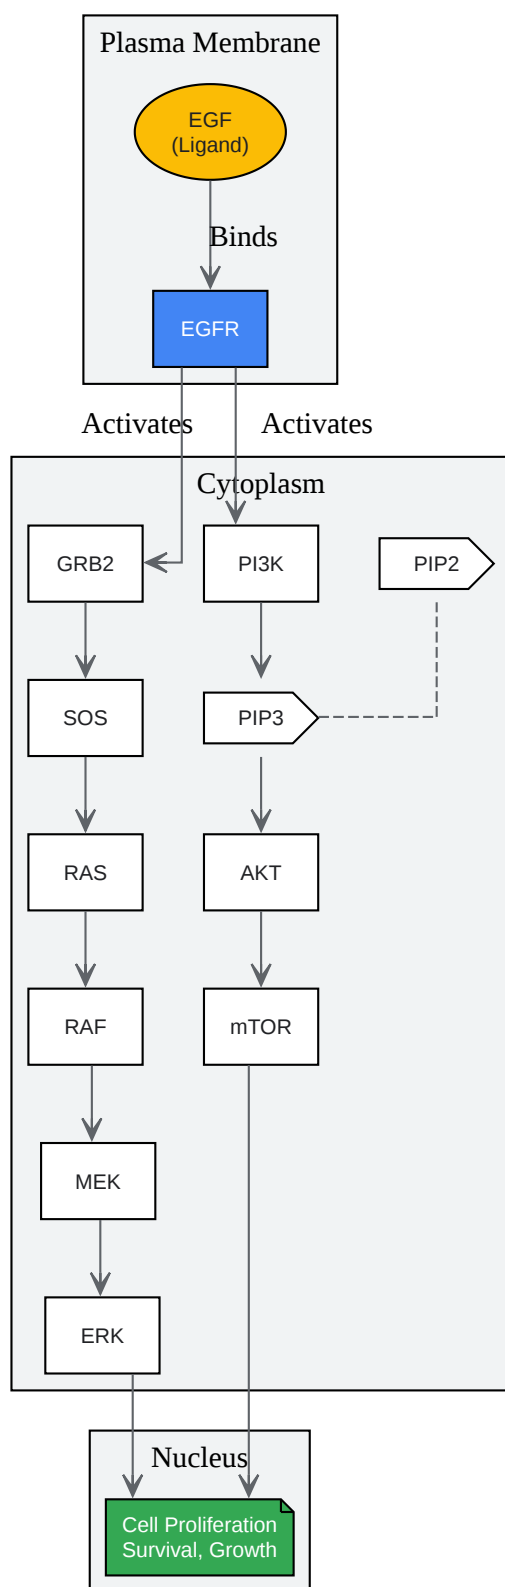 Plasma Membrane
EGF
(Ligand)
Binds
EGFR
Activates
Activates
Cytoplasm
GRB2
PI3K
PIP2
SOS
PIP3
RAS
AKT
RAF
mTOR
MEK
ERK
Nucleus
Cell Proliferation
Survival, Growth